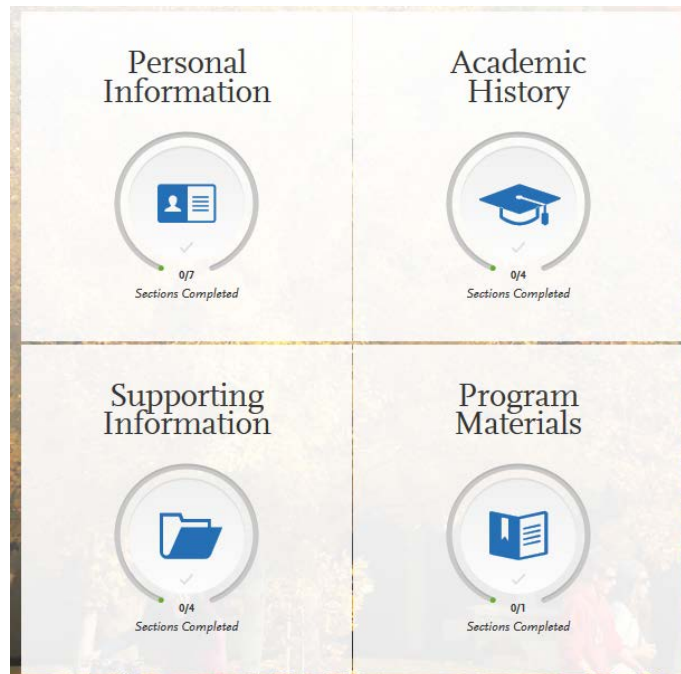 Personal
Information
0/7
Sections Completed
Academic
History
0/4
Sections Completed
Supporting
Information
0/4
Sections Completed
Program
Materials
0/1
Sections Completed